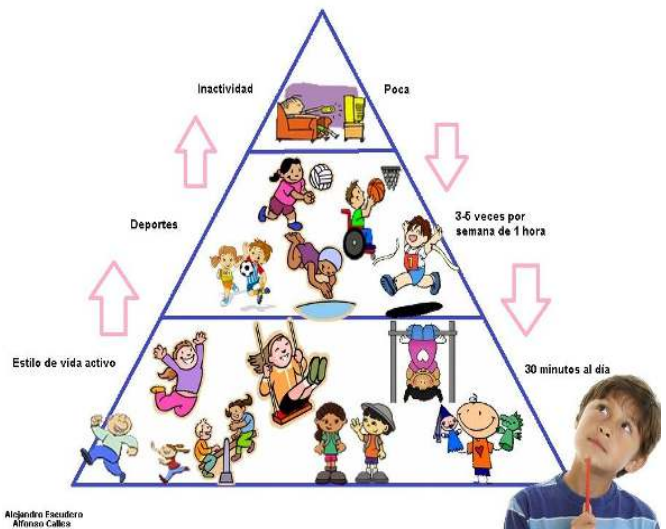 Inactividad
Poca
Deportes
3-5 veces por
semana de 1 hora
Estilo de vida activo
30 minutos al día
Alejandro Escudero
Alfonso Calles